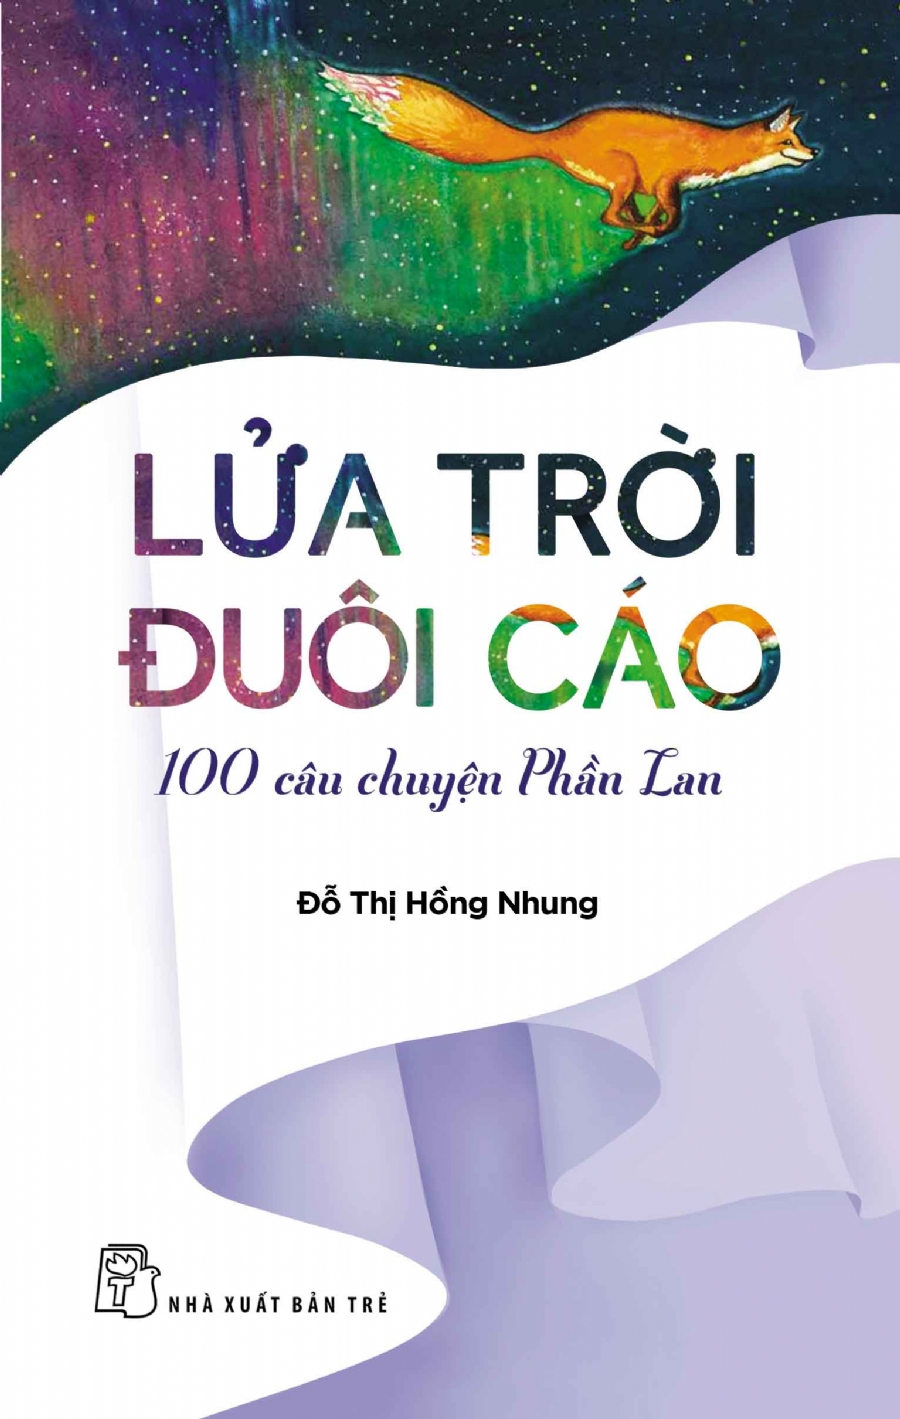 LỬA TRỜI
ĐUÔI CÁO
100 câu chuyện Phần Lan
Đỗ Thị Hồng Nhung
T
NHÀ XUẤT BẢN TRẺ